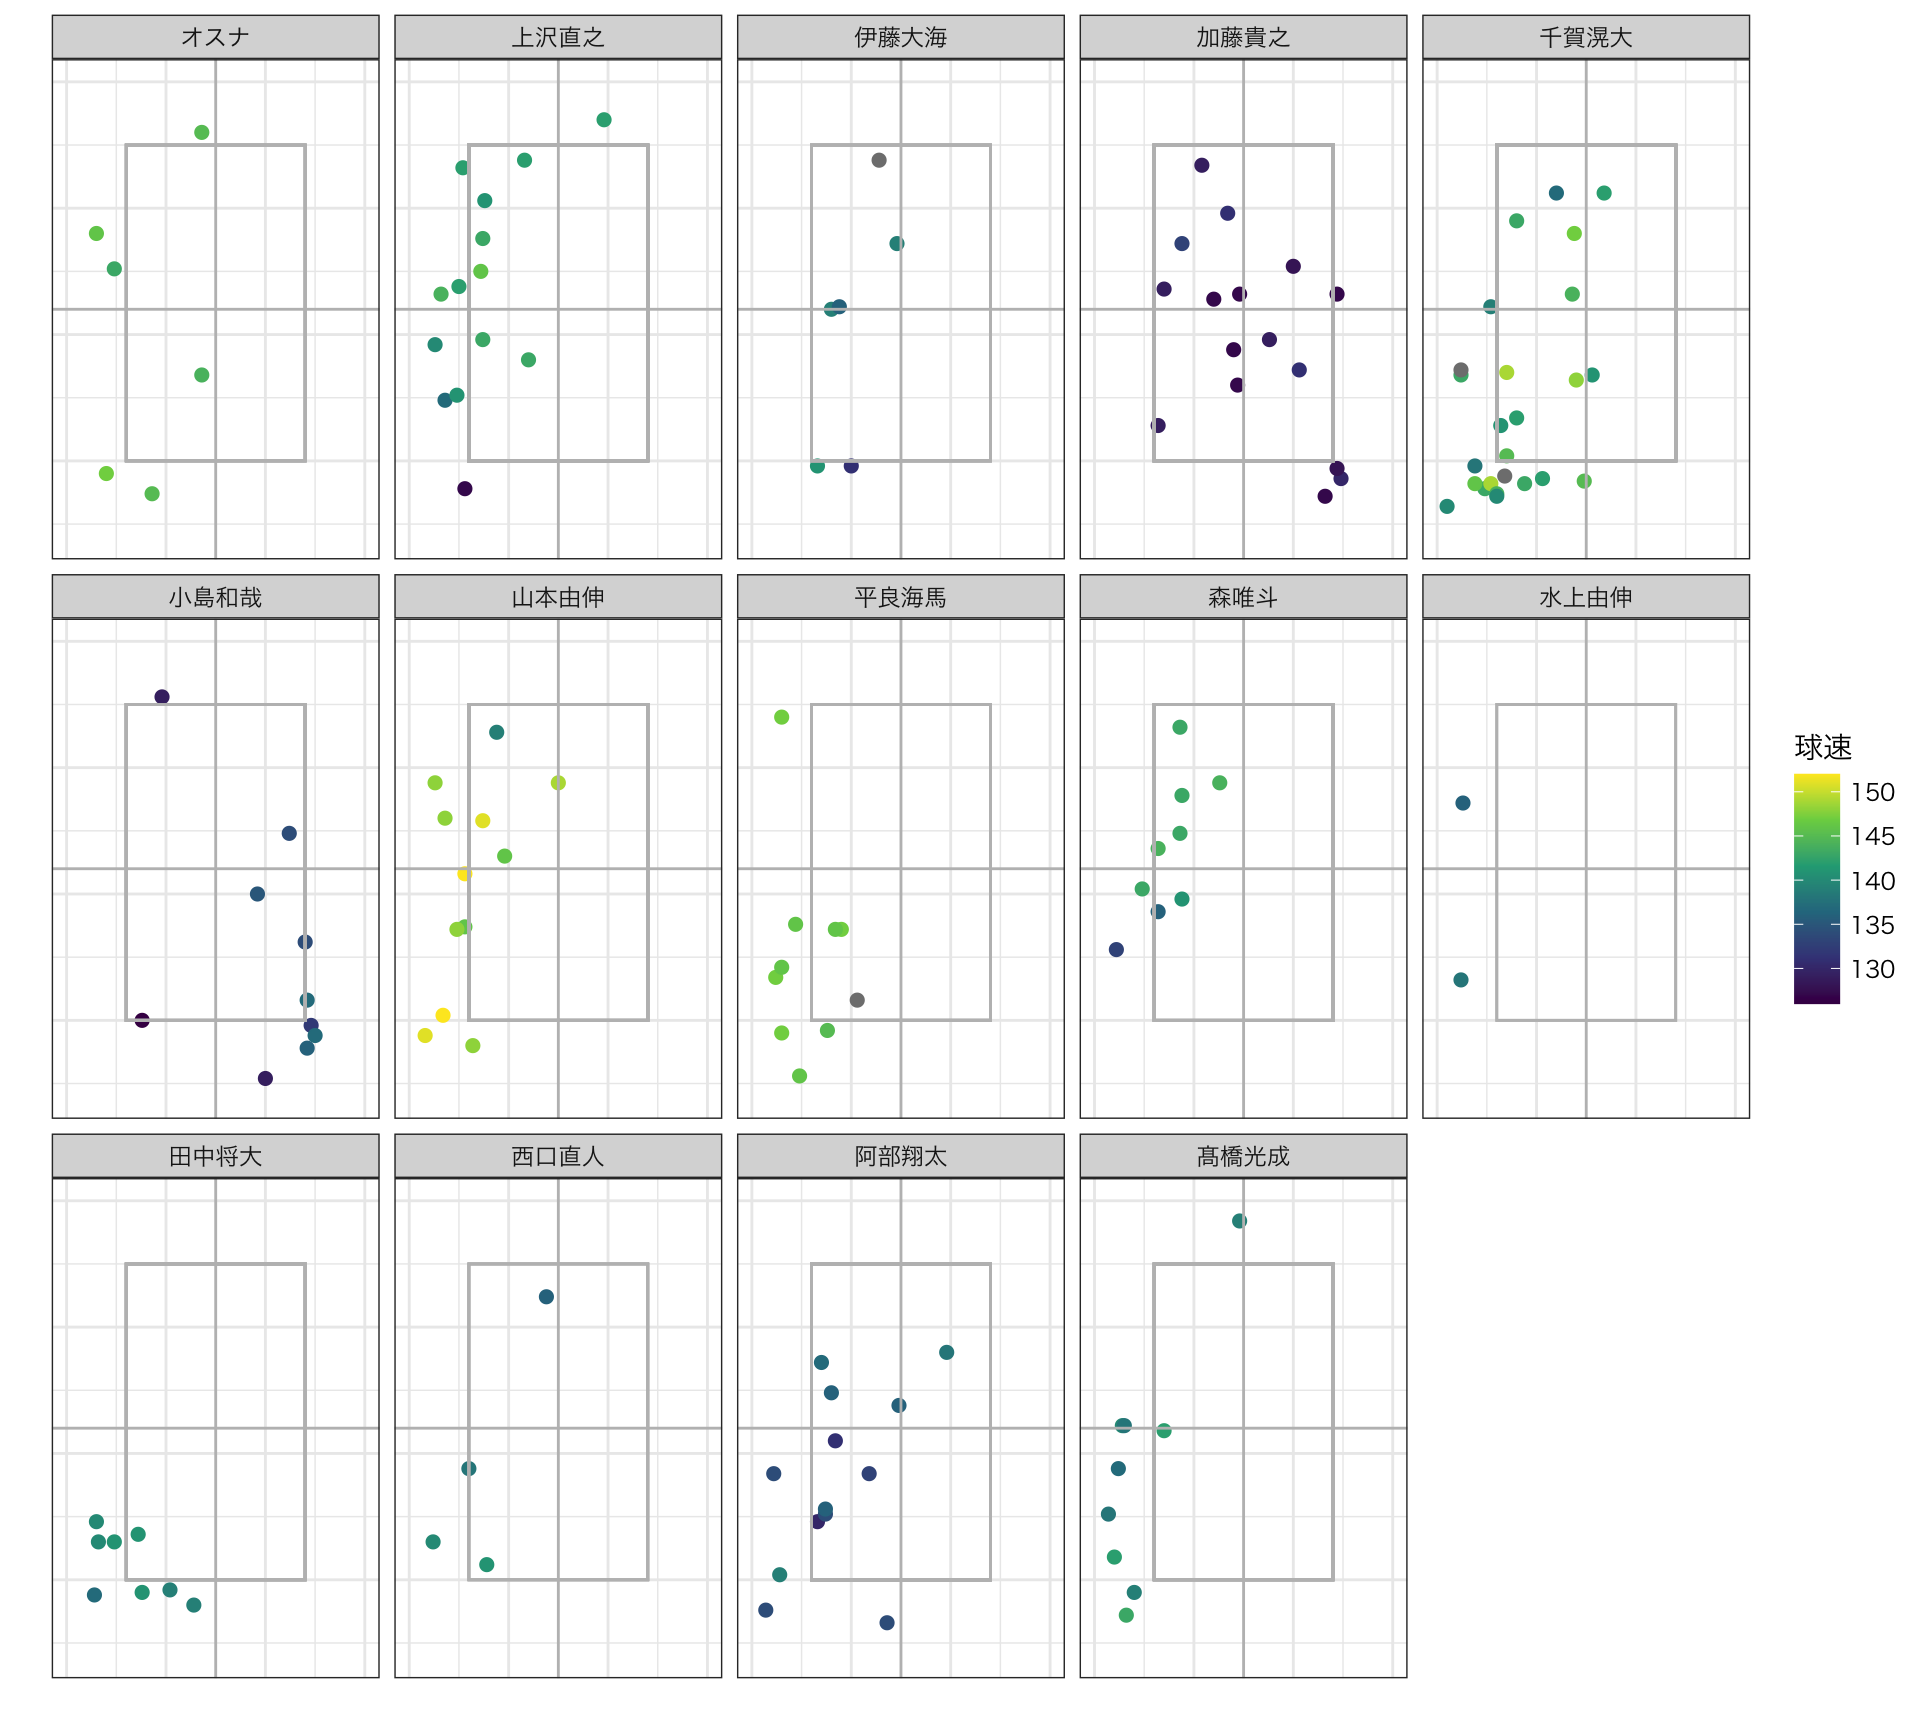 オスナ
上沢直之
伊藤大海
加藤貴之
千賀滉大
小島和哉
山本由伸
平良海馬
森唯斗
水上由伸
田中将大
西口直人
阿部翔太
髙橋光成
球速
150
145
140
135
130